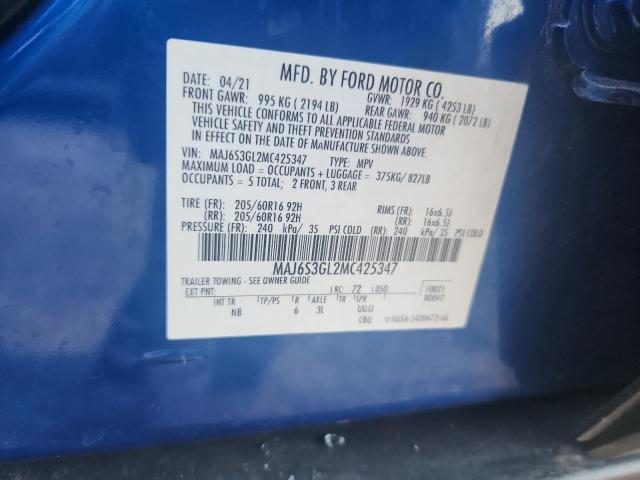 MFD. BY FORD MOTOR CO.
04/21
GVWR: 1929 KG ( 4253 LB)
FRONT GAWR: 995 KG ( 2194 LB)
REAR GAWR: 940 KG (2072 LB)
THIS VEHICLE CONFORMS TO ALL APPLICABLE FEDERAL MOTOR
VEHICLE SAFETY AND THEFT PREVENTION STANDARDS
IN EFFECT ON THE DATE OF MaNUFACTURE SHOWN ABOVE.
VIN: MAJ6S3GL2MC425347 TYPE: MPV
MAXIMUM LOAD = OCCUPANTS + LUGGAGE = 375KG/ 827LB
OCCUPANTS = 5 TOTAL; 2 FRONT, 3 REAR
TIRE (FR): 205/60R16 92H RIMS (FR): 16x6.5J
(RR): 205/60R16 92H (RR): 16x6.5J
PRESSURE (FR): 240 kPa/ 35 PSI COLD (RR): 240 kPa/ 35 PSI COLD
MAJ6S3GL2MC425347
TRAILER TOWING - SEE OWNER GUIDE
EXT PNT: RC: 72 DSO: F0021
R0042
INT TR TP/PS R AXLE TR SPR
NB 6 3L UUJJ
CBU